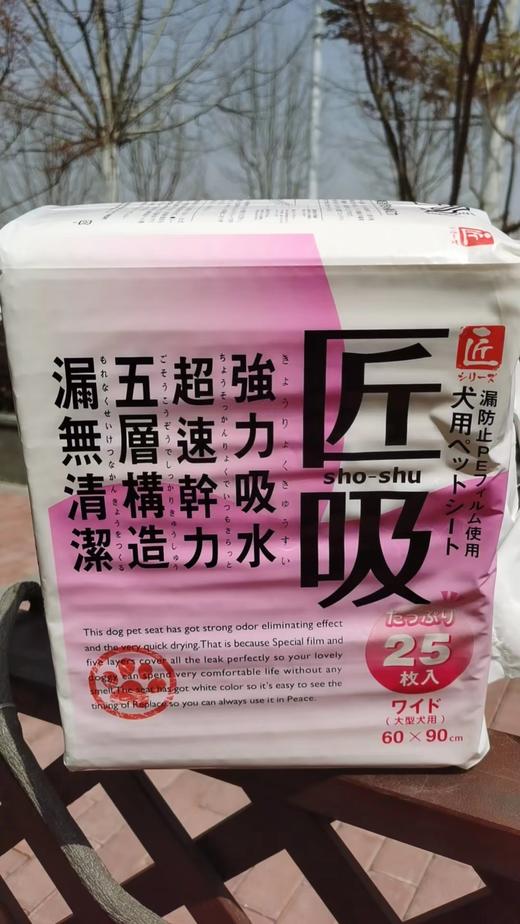 匠
シリーズ
匠
シリーズ
漏防止PEフィルム使用
犬用ペットシート
匠吸
sho-shu
強力吸水
きょうりょくきゅうすい
超速幹力
ちょうそっかんりょくでいつもさらっと
五層構造
ごそうこうぞうでしっかりきゅうしゅう
漏無清潔
もれなくせいけつなかんきょうをつくる
This dog pet seat has got strong odor eliminating effect
and the very quick drying.That is because Special film and
five layers cover all the leak perfectly so your lovely
doggy can spend very comfortable life without any
smell.The seat has got white color so it's easy to see the
timing of Replace so you can always use it in Peace.
たっぷり
25
枚入
ワイド
(大型犬用)
60×90cm